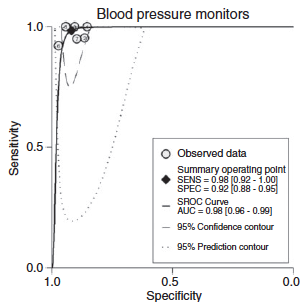 Blood pressure monitors
1.0
0.5
0.0
Sensitivity
Observed data
Summary operating point
SENS = 0.98 [0.92 - 1.00]
SPEC = 0.92 [0.88 - 0.95]
SROC Curve
AUC = 0.98 [0.96 - 0.99]
95% Confidence contour
95% Prediction contour
1.0 0.5 0.0
Specificity